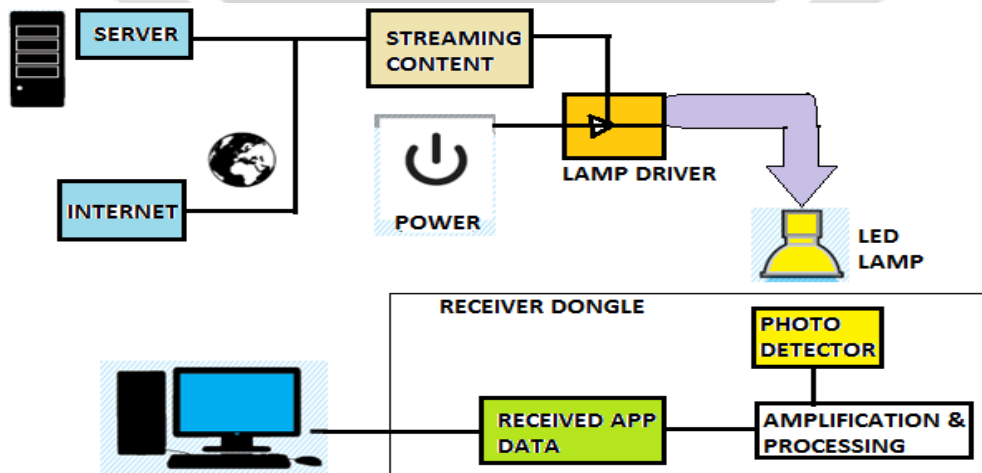 SERVER
STREAMING
CONTENT
INTERNET
POWER
LAMP DRIVER
LED
LAMP
RECEIVER DONGLE
PHOTO
DETECTOR
RECEIVED APP
DATA
AMPLIFICATION &
PROCESSING